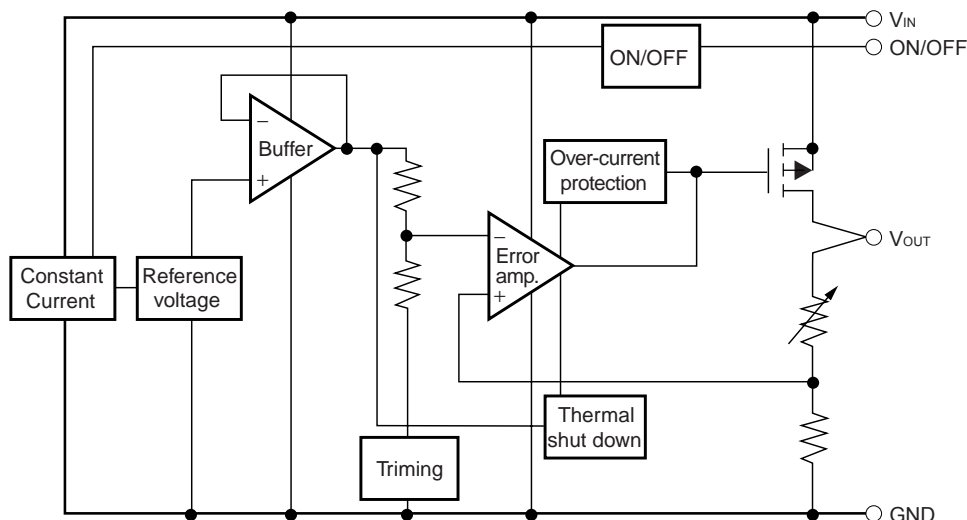 VIN
ON/OFF
ON/OFF
−
Buffer
+
Over-current
protection
−
Error
amp.
+
VOUT
Constant
Current
Reference
voltage
Thermal
shut down
Triming
GND